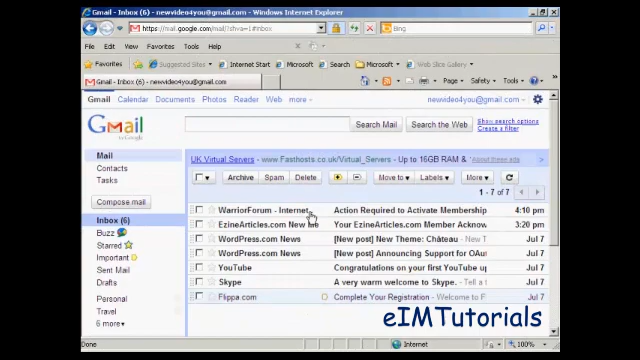 Gmail - Inbox (6) - newvideo4you@gmail.com - Windows Internet Explorer
https://mail.google.com/mail/?shva=1#inbox
Bing
File Edit View Favorites Tools Help
Favorites Suggested Sites Internet Start Microsoft Search Microsoft Web Slice Gallery
Gmail - Inbox (6) - newvideo4you@gmail.com
Page Safety Tools
Gmail Calendar Documents Photos Reader Web more newvideo4you@gmail.com
Gmail
by Google
Search Mail Search the Web
Show search options
Create a filter
Mail
Contacts
Tasks
Compose mail
Inbox (6)
Buzz
Starred
Important
Sent Mail
Drafts
Personal
Travel
6 more
UK Virtual Servers - www.Fasthosts.co.uk/Virtual_Servers - Up to 16GB RAM & About these ads
Archive Spam Delete Move to Labels More
1 - 7 of 7
WarriorForum - Internet Action Required to Activate Membership 4:10 pm
EzineArticles.com New Me Your EzineArticles.com Member Acknow 3:20 pm
WordPress.com News [New post] New Theme: Château - T Jul 7
WordPress.com News [New post] Announcing Support for OAut Jul 7
YouTube Congratulations on your first YouTube up Jul 7
Skype A very warm welcome to Skype. - Tell a f Jul 7
Flippa.com Complete Your Registration - Welcome to F Jul 7
eIMTutorials
Done Internet 100%